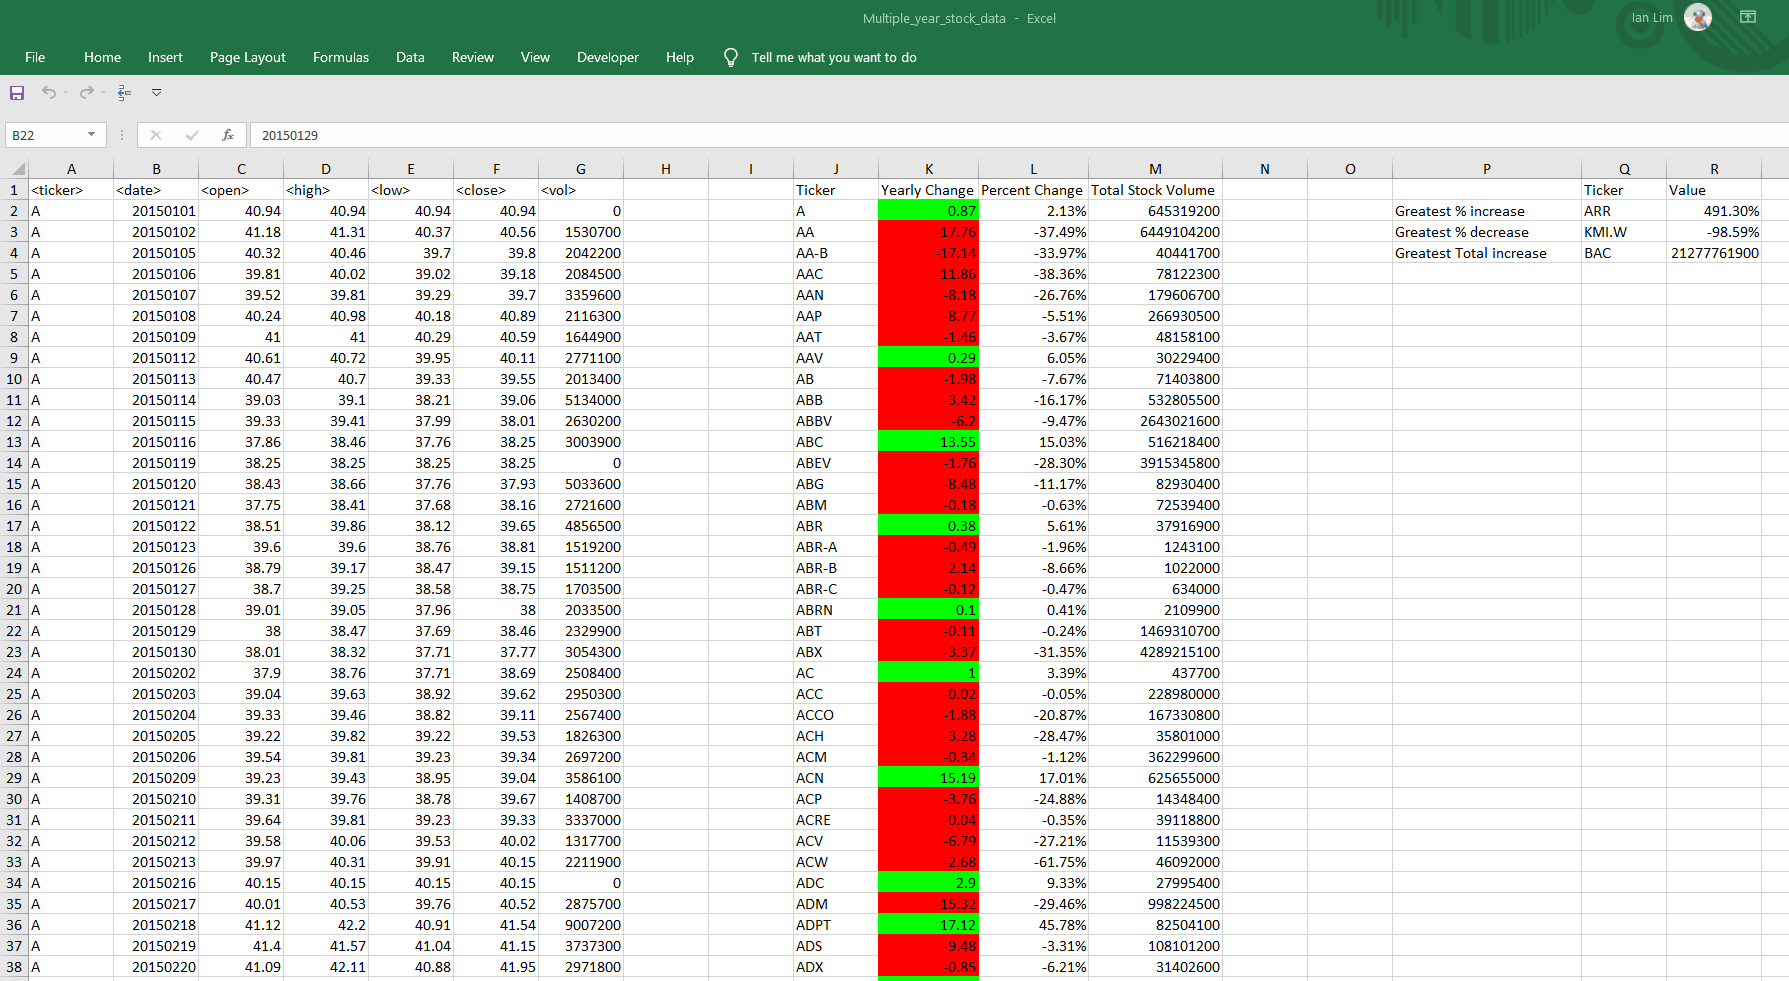 Multiple_year_stock_data - Excel
Ian Lim
File Home Insert Page Layout Formulas Data Review View Developer Help Tell me what you want to do
B22 fx 20150129
A B C D E F G H I J K L M N O P Q R
1 <ticker> <date> <open> <high> <low> <close> <vol> Ticker Yearly Change Percent Change Total Stock Volume Ticker Value
2 A 20150101 40.94 40.94 40.94 40.94 0 A 0.87 2.13% 645319200 Greatest % increase ARR 491.30%
3 A 20150102 41.18 41.31 40.37 40.56 1530700 AA -17.76 -37.49% 6449104200 Greatest % decrease KMI.W -98.59%
4 A 20150105 40.32 40.46 39.7 39.8 2042200 AA-B -17.14 -33.97% 40441700 Greatest Total increase BAC 21277761900
5 A 20150106 39.81 40.02 39.02 39.18 2084500 AAC -11.86 -38.36% 78122300
6 A 20150107 39.52 39.81 39.29 39.7 3359600 AAN -8.18 -26.76% 179606700
7 A 20150108 40.24 40.98 40.18 40.89 2116300 AAP -8.77 -5.51% 266930500
8 A 20150109 41 41 40.29 40.59 1644900 AAT -1.46 -3.67% 48158100
9 A 20150112 40.61 40.72 39.95 40.11 2771100 AAV 0.29 6.05% 30229400
10 A 20150113 40.47 40.7 39.33 39.55 2013400 AB -1.98 -7.67% 71403800
11 A 20150114 39.03 39.1 38.21 39.06 5134000 ABB -3.42 -16.17% 532805500
12 A 20150115 39.33 39.41 37.99 38.01 2630200 ABBV -6.2 -9.47% 2643021600
13 A 20150116 37.86 38.46 37.76 38.25 3003900 ABC 13.55 15.03% 516218400
14 A 20150119 38.25 38.25 38.25 38.25 0 ABEV -1.76 -28.30% 3915345800
15 A 20150120 38.43 38.66 37.76 37.93 5033600 ABG -8.48 -11.17% 82930400
16 A 20150121 37.75 38.41 37.68 38.16 2721600 ABM -0.18 -0.63% 72539400
17 A 20150122 38.51 39.86 38.12 39.65 4856500 ABR 0.38 5.61% 37916900
18 A 20150123 39.6 39.6 38.76 38.81 1519200 ABR-A -0.49 -1.96% 1243100
19 A 20150126 38.79 39.17 38.47 39.15 1511200 ABR-B -2.14 -8.66% 1022000
20 A 20150127 38.7 39.25 38.58 38.75 1703500 ABR-C -0.12 -0.47% 634000
21 A 20150128 39.01 39.05 37.96 38 2033500 ABRN 0.1 0.41% 2109900
22 A 20150129 38 38.47 37.69 38.46 2329900 ABT -0.11 -0.24% 1469310700
23 A 20150130 38.01 38.32 37.71 37.77 3054300 ABX -3.37 -31.35% 4289215100
24 A 20150202 37.9 38.76 37.71 38.69 2508400 AC 1 3.39% 437700
25 A 20150203 39.04 39.63 38.92 39.62 2950300 ACC -0.02 -0.05% 228980000
26 A 20150204 39.33 39.46 38.82 39.11 2567400 ACCO -1.88 -20.87% 167330800
27 A 20150205 39.22 39.82 39.22 39.53 1826300 ACH -3.28 -28.47% 35801000
28 A 20150206 39.54 39.81 39.23 39.34 2697200 ACM -0.34 -1.12% 362299600
29 A 20150209 39.23 39.43 38.95 39.04 3586100 ACN 15.19 17.01% 625655000
30 A 20150210 39.31 39.76 38.78 39.67 1408700 ACP -3.76 -24.88% 14348400
31 A 20150211 39.64 39.81 39.23 39.33 3337000 ACRE -0.04 -0.35% 39118800
32 A 20150212 39.58 40.06 39.53 40.02 1317700 ACV -6.79 -27.21% 11539300
33 A 20150213 39.97 40.31 39.91 40.15 2211900 ACW -2.68 -61.75% 46092000
34 A 20150216 40.15 40.15 40.15 40.15 0 ADC 2.9 9.33% 27995400
35 A 20150217 40.01 40.53 39.76 40.52 2875700 ADM -15.32 -29.46% 998224500
36 A 20150218 41.12 42.2 40.91 41.54 9007200 ADPT 17.12 45.78% 82504100
37 A 20150219 41.4 41.57 41.04 41.15 3737300 ADS -9.48 -3.31% 108101200
38 A 20150220 41.09 42.11 40.88 41.95 2971800 ADX -0.85 -6.21% 31402600